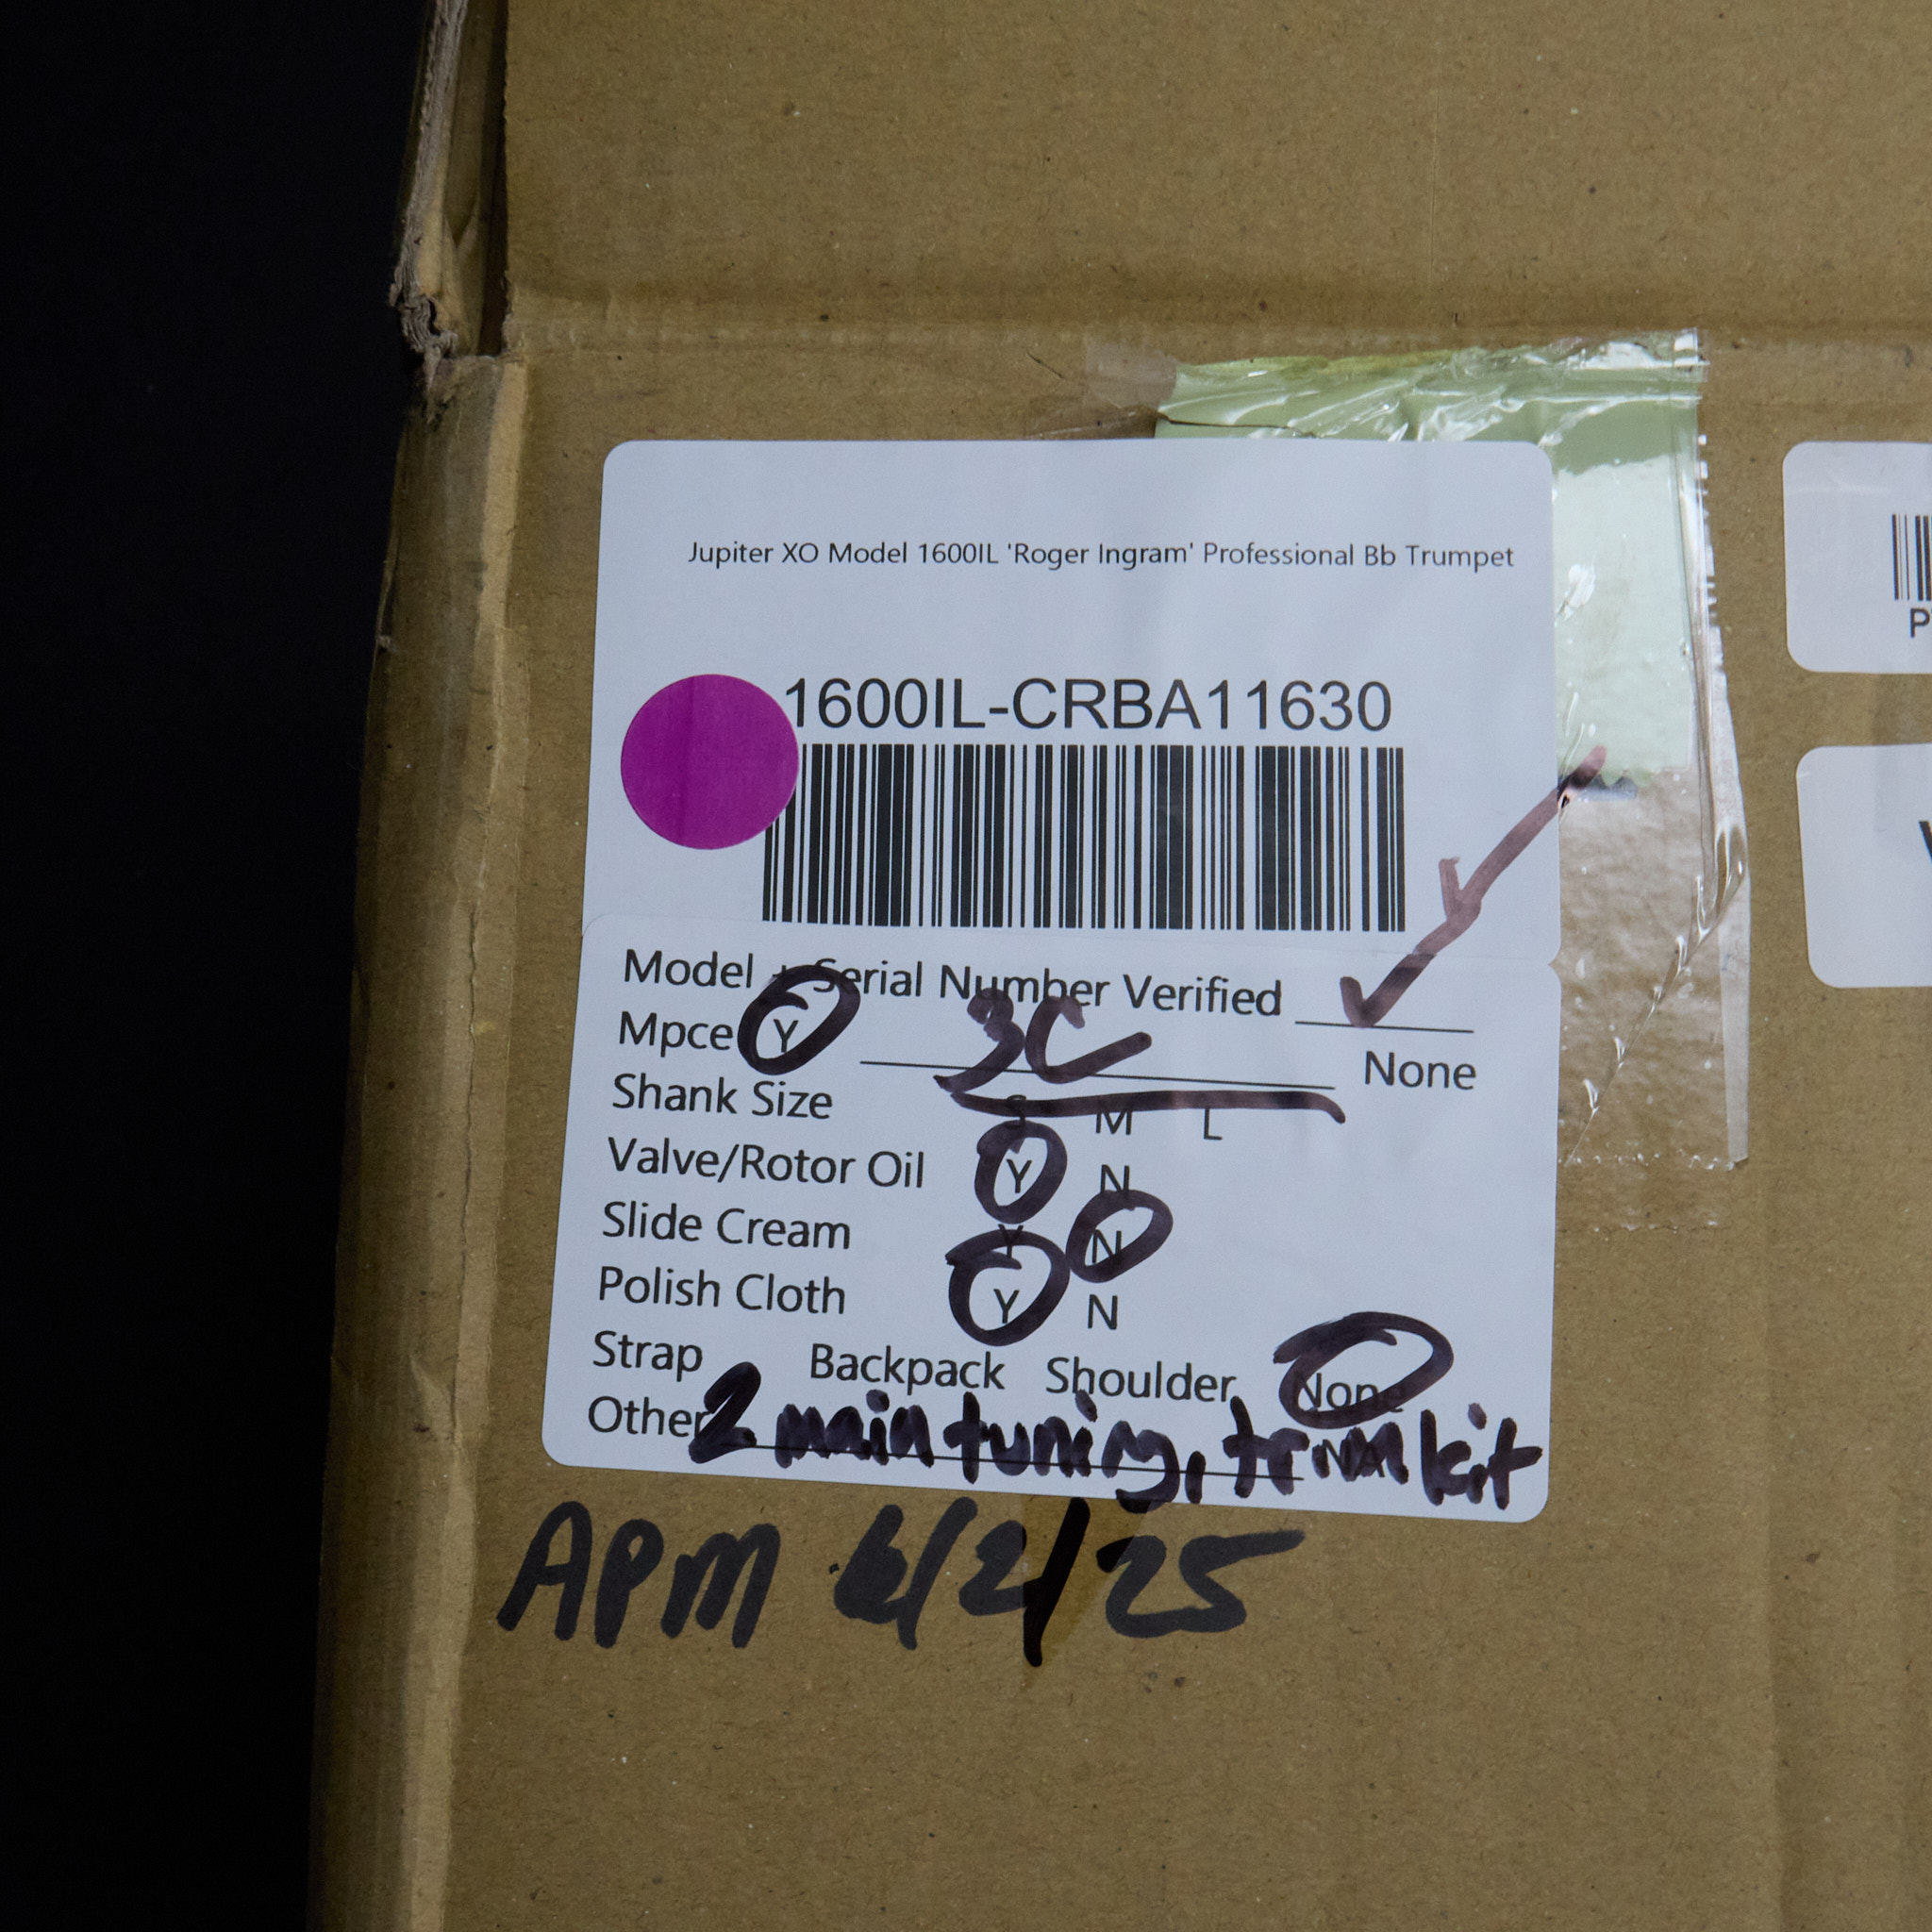 Jupiter XO Model 1600IL 'Roger Ingram' Professional Bb Trumpet
1600IL-CRBA11630
Model + Serial Number Verified ✓
Mpce Y 3C None
Shank Size S M L
Valve/Rotor Oil Y N
Slide Cream Y N
Polish Cloth Y N
Strap Backpack Shoulder None
Other 2 main tuning, trim kit NA
APM 6/2/25
P